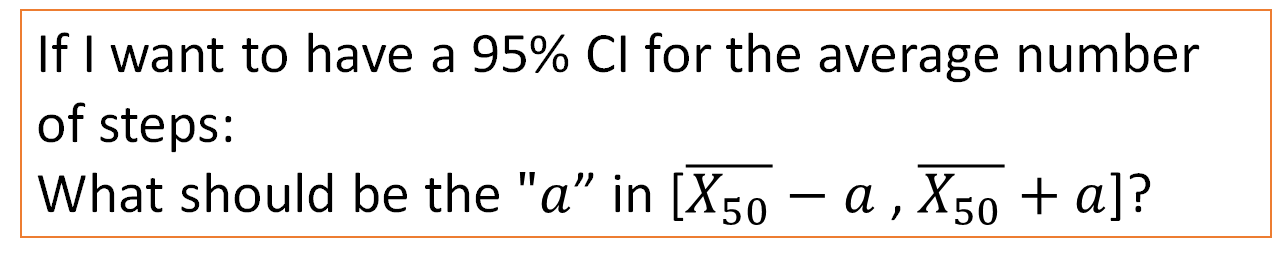 If I want to have a 95% CI for the average number
of steps:
What should be the "a” in [X̅₅₀ − a , X̅₅₀ + a]?